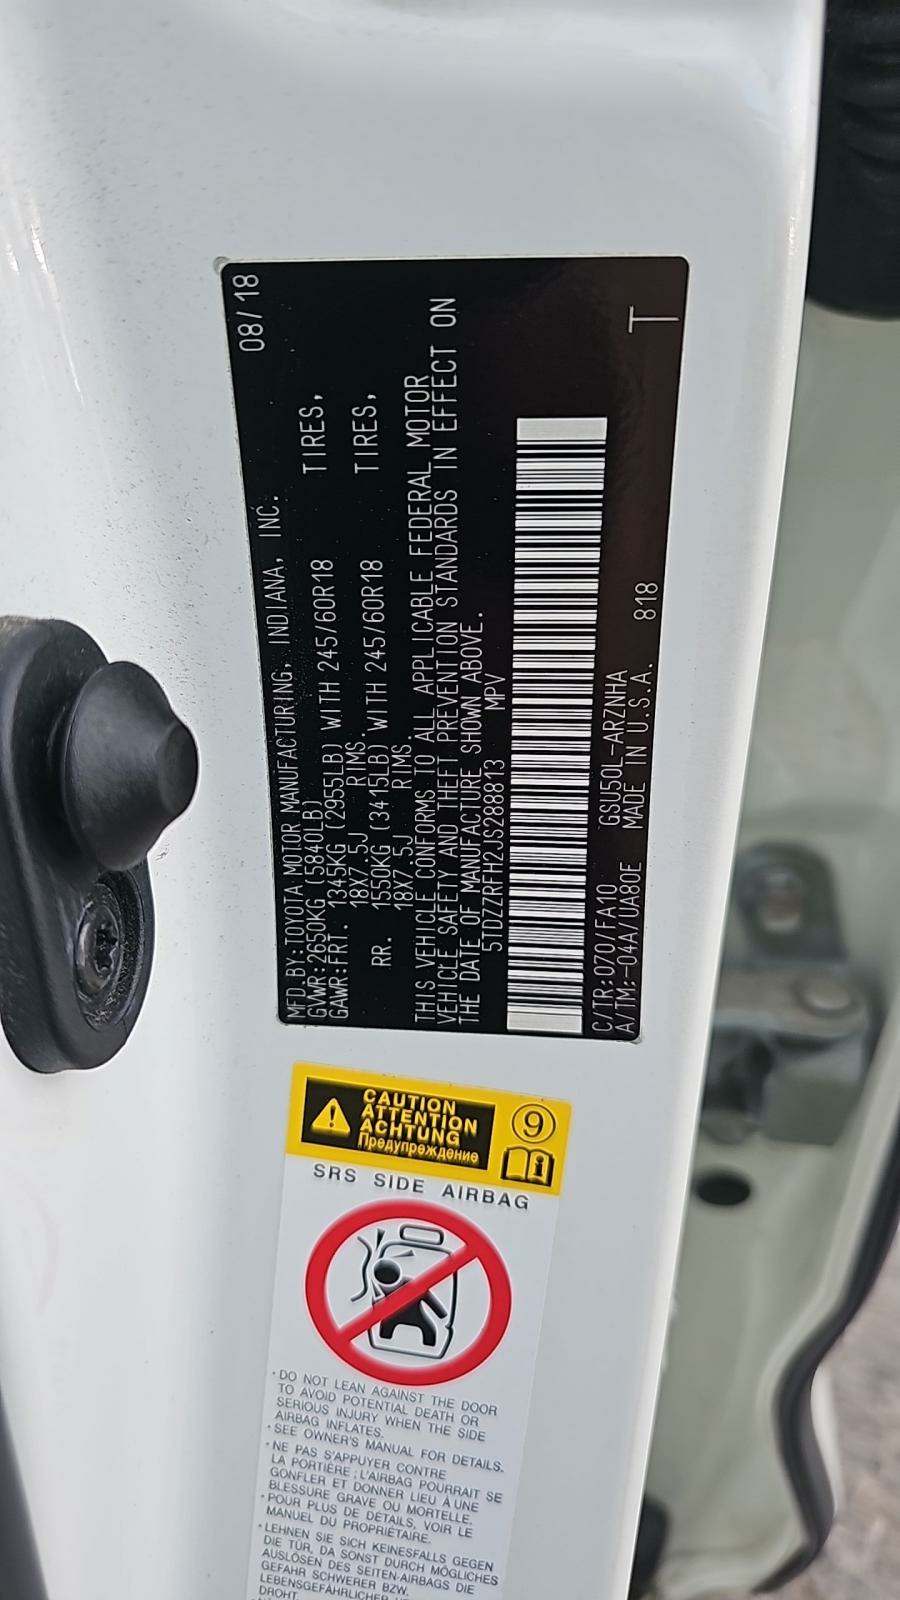 08/18
MFD.BY:TOYOTA MOTOR MANUFACTURING, INDIANA, INC.
GVWR:2650KG (5840LB)
GAWR:FRT. 1345KG (2955LB) WITH 245/60R18 TIRES,
18X7.5J RIMS.
RR. 1550KG (3415LB) WITH 245/60R18 TIRES,
18X7.5J RIMS.
THIS VEHICLE CONFORMS TO ALL APPLICABLE FEDERAL MOTOR
VEHICLE SAFETY AND THEFT PREVENTION STANDARDS IN EFFECT ON
THE DATE OF MANUFACTURE SHOWN ABOVE.
5TDZZRFH2JS288813 MPV
C/TR:070/FA10 GSU50L-ARZNHA
A/TM:-04A/UA80E MADE IN U.S.A. 818
T
CAUTION
ATTENTION
ACHTUNG
Предупреждение
9
SRS SIDE AIRBAG
· DO NOT LEAN AGAINST THE DOOR
TO AVOID POTENTIAL DEATH OR
SERIOUS INJURY WHEN THE SIDE
AIRBAG INFLATES.
· SEE OWNER'S MANUAL FOR DETAILS.
· NE PAS S'APPUYER CONTRE
LA PORTIÈRE ; L'AIRBAG POURRAIT SE
GONFLER ET DONNER LIEU À UNE
BLESSURE GRAVE OU MORTELLE.
· POUR PLUS DE DÉTAILS, VOIR LE
MANUEL DU PROPRIÉTAIRE.
· LEHNEN SIE SICH KEINESFALLS GEGEN
DIE TÜR, DA SONST DURCH MÖGLICHES
AUSLÖSEN DES SEITEN-AIRBAGS DIE
GEFAHR SCHWERER BZW.
LEBENSGEFÄHRLICHER
DROHT.